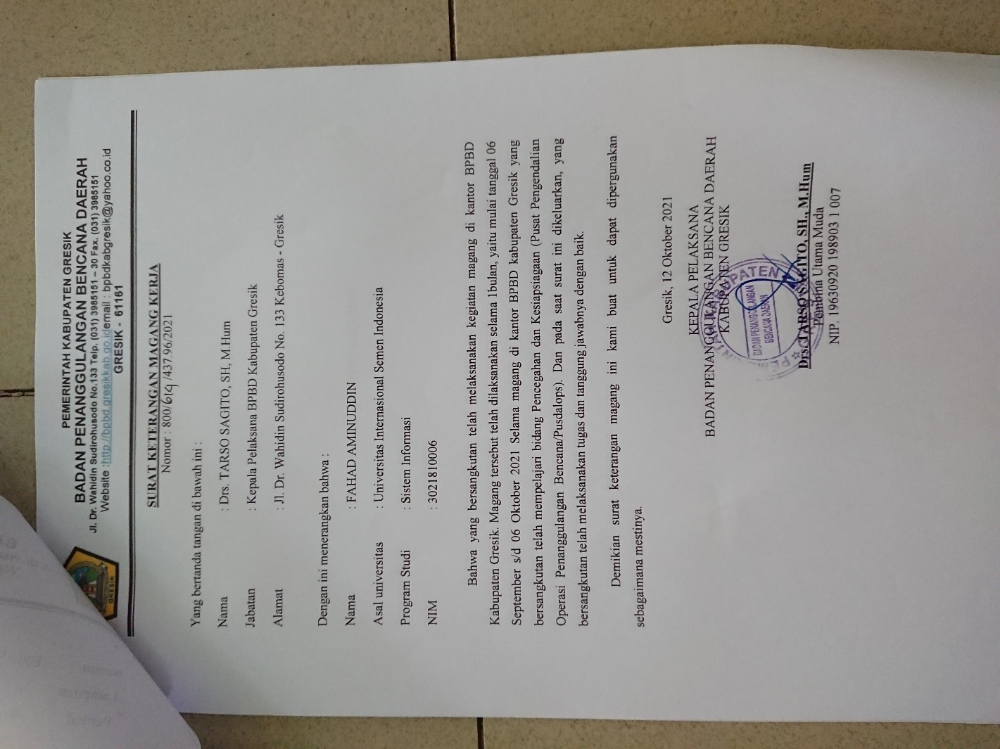 PEMERINTAH KABUPATEN GRESIK
BADAN PENANGGULANGAN BENCANA DAERAH
Jl. Dr. Wahidin Sudirohusodo No.133 Telp. (031) 3985151 – 30 Fax. (031) 3985151
Website :http://bpbd.gresikkab.go.idemail : bpbdkabgresik@yahoo.co.id
GRESIK - 61161
GRESIK
SURAT KETERANGAN MAGANG KERJA
Nomor : 800/619/437.96/2021
Yang bertanda tangan di bawah ini :
Nama : Drs. TARSO SAGITO, SH, M.Hum
Jabatan : Kepala Pelaksana BPBD Kabupaten Gresik
Alamat : Jl. Dr. Wahidin Sudirohusodo No. 133 Kebomas - Gresik
Dengan ini menerangkan bahwa :
Nama : FAHAD AMINUDDIN
Asal universitas : Universitas Internasional Semen Indonesia
Program Studi : Sistem Informasi
NIM : 3021810006
Bahwa yang bersangkutan telah melaksanakan kegiatan magang di kantor BPBD
Kabupaten Gresik. Magang tersebut telah dilaksanakan selama 1bulan, yaitu mulai tanggal 06
September s/d 06 Oktober 2021 Selama magang di kantor BPBD kabupaten Gresik yang
bersangkutan telah mempelajari bidang Pencegahan dan Kesiapsiagaan (Pusat Pengendalian
Operasi Penanggulangan Bencana/Pusdalops). Dan pada saat surat ini dikeluarkan, yang
bersangkutan telah melaksanakan tugas dan tanggung jawabnya dengan baik.
Demikian surat keterangan magang ini kami buat untuk dapat dipergunakan
sebagaimana mestinya.
Gresik, 12 Oktober 2021
KEPALA PELAKSANA
BADAN PENANGGULANGAN BENCANA DAERAH
KABUPATEN GRESIK
BADAN PENANGGULANGAN
BENCANA DAERAH
Drs. TARSO SAGITO, SH., M.Hum
Pembina Utama Muda
NIP. 19630920 198903 1 007